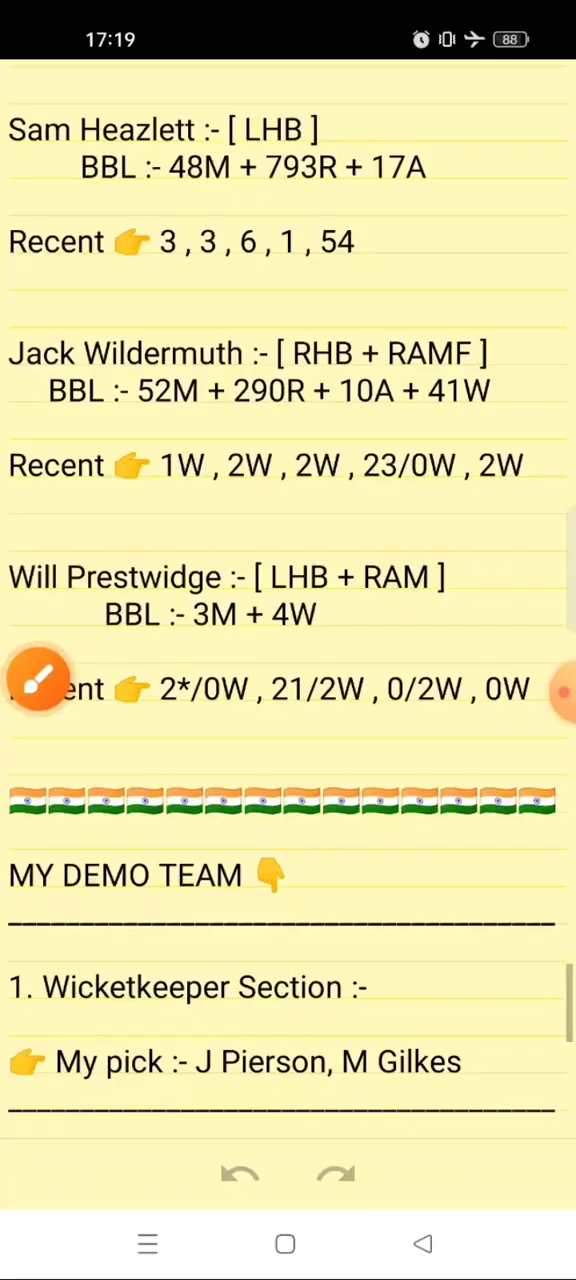 17:19
88
Sam Heazlett :- [ LHB ]
BBL :- 48M + 793R + 17A
Recent 👉 3 , 3 , 6 , 1 , 54
Jack Wildermuth :- [ RHB + RAMF ]
BBL :- 52M + 290R + 10A + 41W
Recent 👉 1W , 2W , 2W , 23/0W , 2W
Will Prestwidge :- [ LHB + RAM ]
BBL :- 3M + 4W
ent 👉 2*/0W , 21/2W , 0/2W , 0W
🇮🇳🇮🇳🇮🇳🇮🇳🇮🇳🇮🇳🇮🇳🇮🇳🇮🇳🇮🇳🇮🇳🇮🇳🇮🇳🇮🇳
MY DEMO TEAM 👇
1. Wicketkeeper Section :-
👉 My pick :- J Pierson, M Gilkes